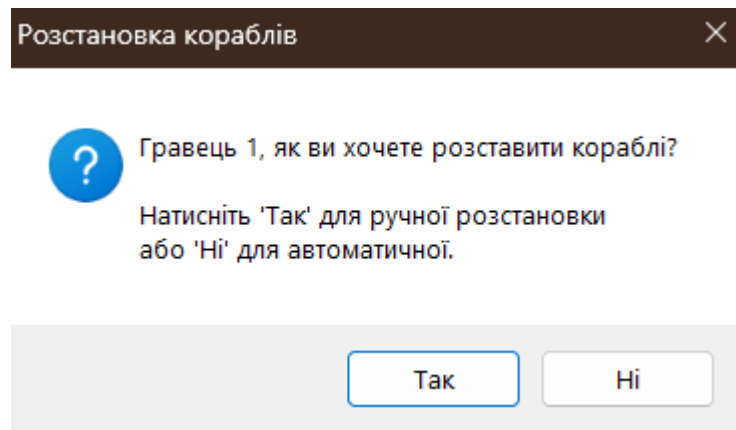 Розстановка кораблів
Гравець 1, як ви хочете розставити кораблі?
Натисніть 'Так' для ручної розстановки
або 'Ні' для автоматичної.
Так
Ні